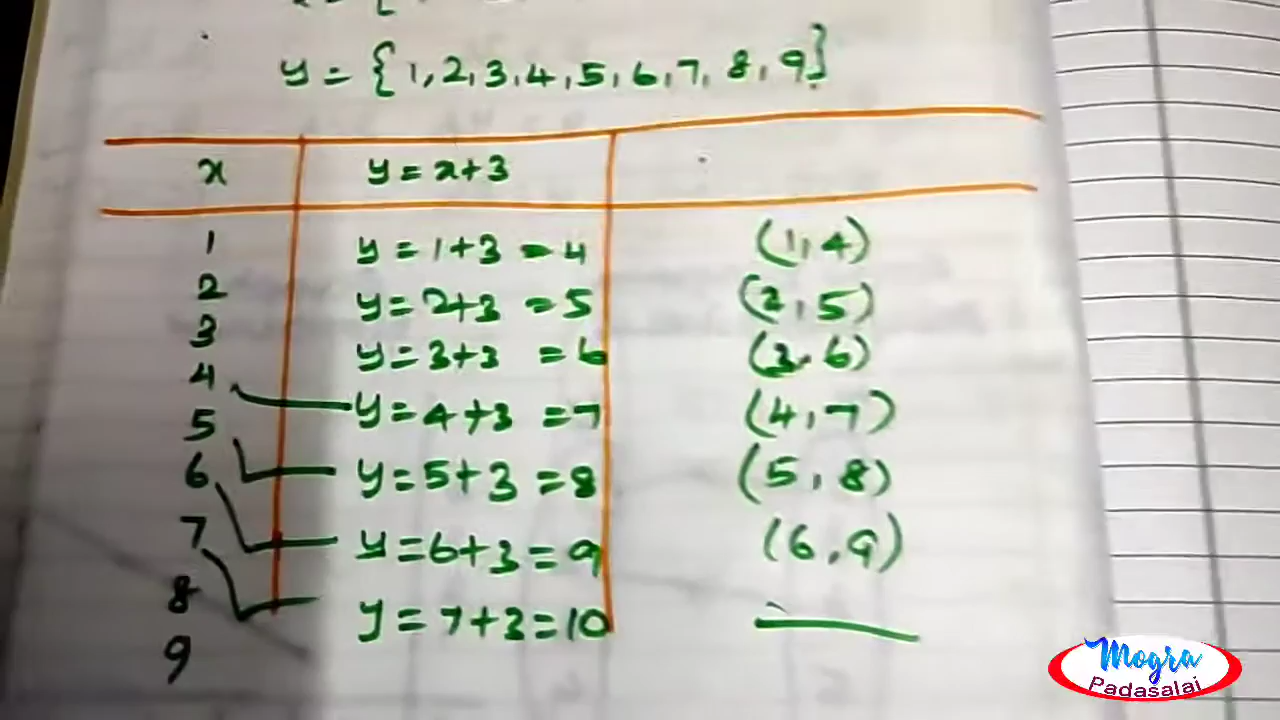 y = {1,2,3,4,5,6,7,8,9}
x y = x+3
1 y = 1+3 = 4 (1,4)
2 y = 2+3 = 5 (2,5)
3 y = 3+3 = 6 (3,6)
4 y = 4+3 = 7 (4,7)
5 y = 5+3 = 8 (5,8)
6 y = 6+3 = 9 (6,9)
7 y = 7+3 = 10
8
9
Mogra
Padasalai